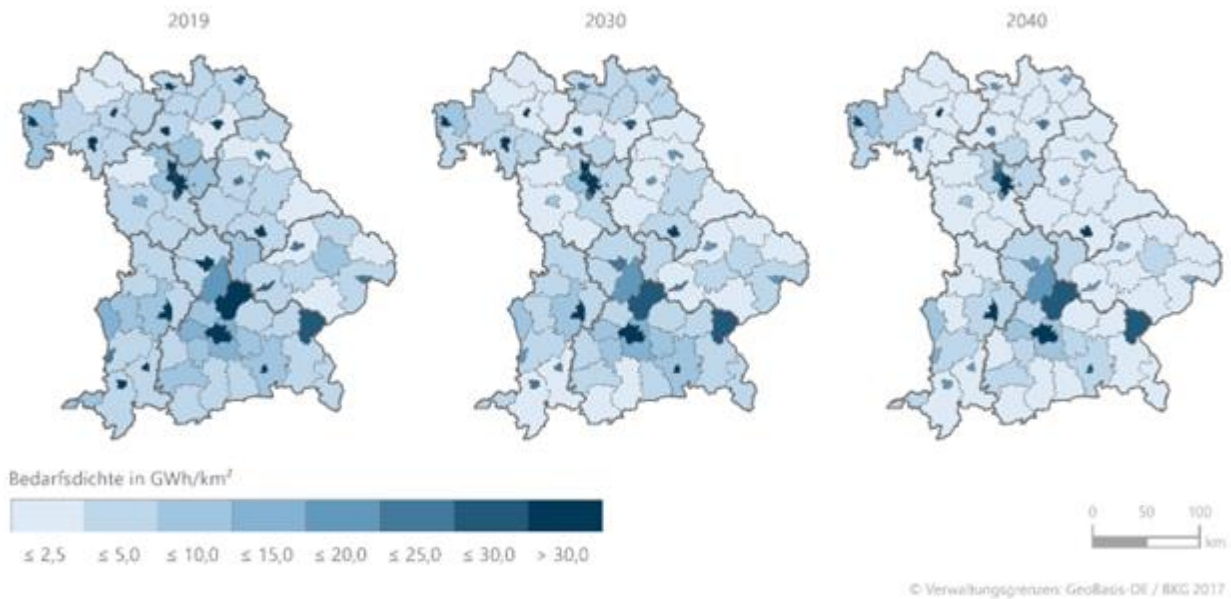 2019 2030 2040
Bedarfsdichte in GWh/km²
≤ 2,5 ≤ 5,0 ≤ 10,0 ≤ 15,0 ≤ 20,0 ≤ 25,0 ≤ 30,0 > 30,0
0 50 100
km
© Verwaltungsgrenzen: GeoBasis-DE / BKG 2017